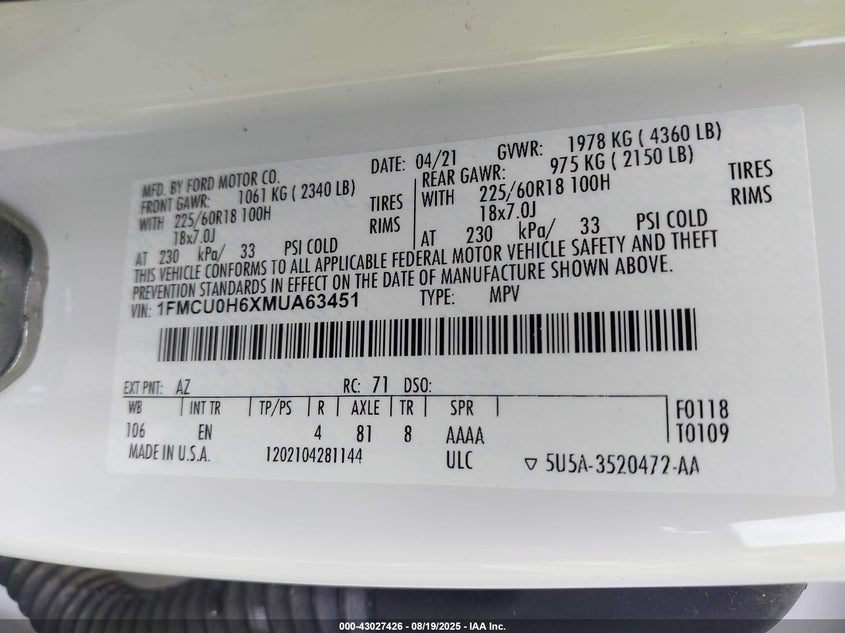 MFD. BY FORD MOTOR CO. DATE: 04/21 GVWR: 1978 KG ( 4360 LB)
FRONT GAWR: 1061 KG ( 2340 LB) REAR GAWR: 975 KG ( 2150 LB)
WITH 225/60R18 100H TIRES WITH 225/60R18 100H TIRES
18x7.0J RIMS 18x7.0J RIMS
AT 230 kPa/ 33 PSI COLD AT 230 kPa/ 33 PSI COLD
THIS VEHICLE CONFORMS TO ALL APPLICABLE FEDERAL MOTOR VEHICLE SAFETY AND THEFT
PREVENTION STANDARDS IN EFFECT ON THE DATE OF MANUFACTURE SHOWN ABOVE.
VIN: 1FMCU0H6XMUA63451 TYPE: MPV
EXT PNT: AZ RC: 71 DSO:
WB INT TR TP/PS R AXLE TR SPR F0118
106 EN 4 81 8 AAAA T0109
MADE IN U.S.A. 1202104281144 ULC ▽ 5U5A-3520472-AA
000-43027426 - 08/19/2025 - IAA Inc.